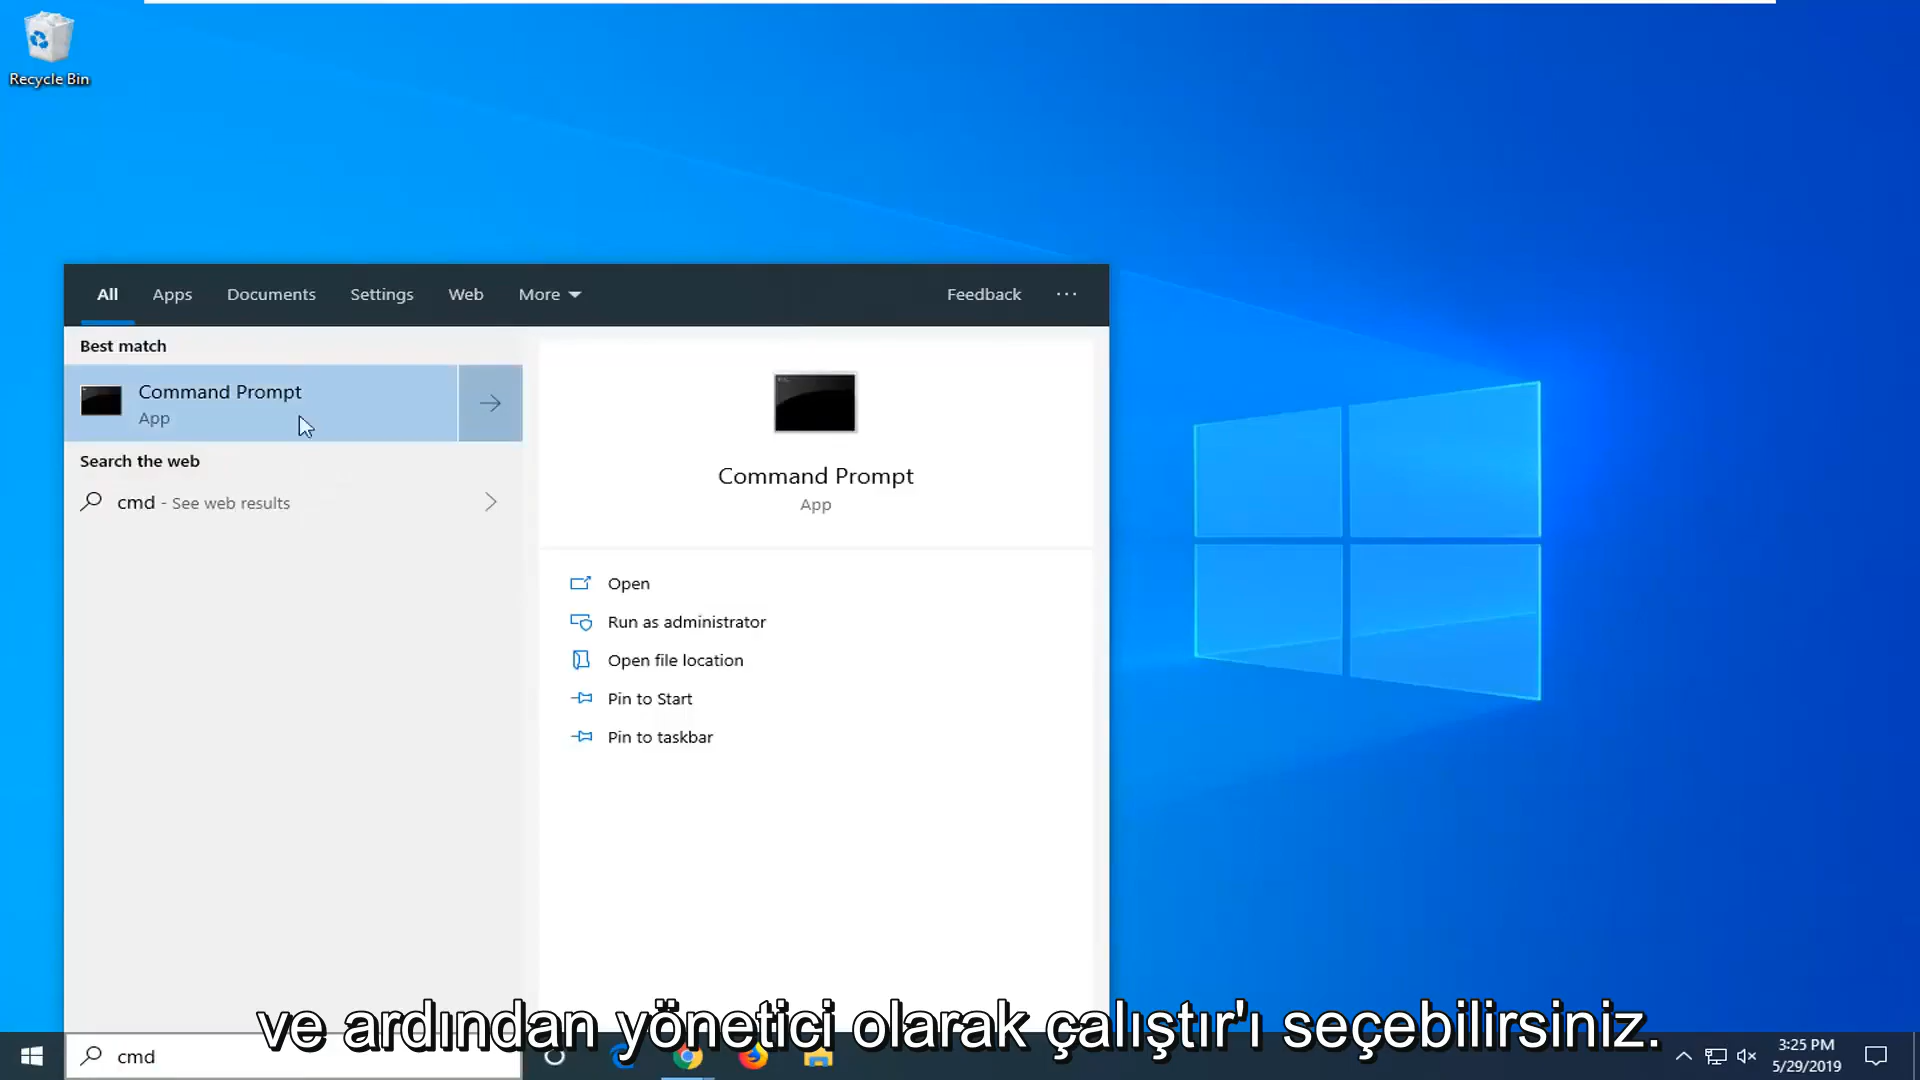 Recycle Bin
All Apps Documents Settings Web More Feedback
Best match
Command Prompt
App
Search the web
cmd - See web results
Command Prompt
App
Open
Run as administrator
Open file location
Pin to Start
Pin to taskbar
ve ardından yönetici olarak çalıştır'ı seçebilirsiniz.
cmd
3:25 PM
5/29/2019